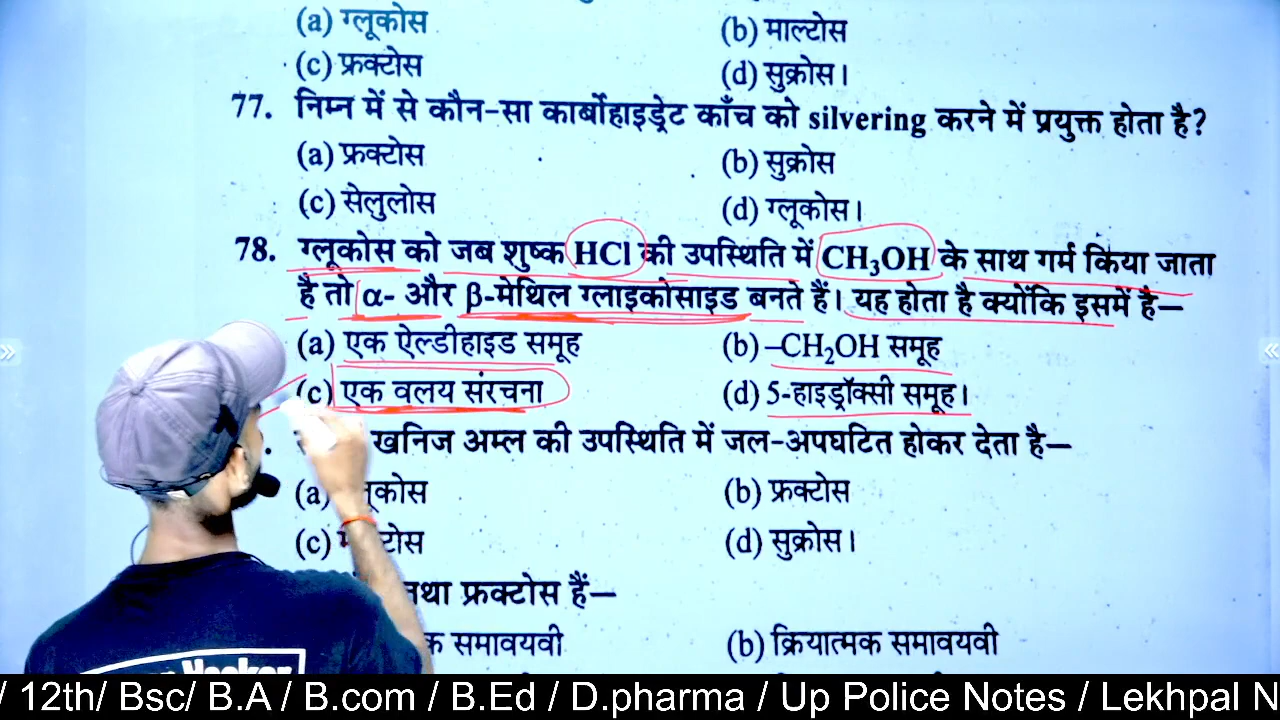 (a) ग्लूकोस (b) माल्टोस
(c) फ्रक्टोस (d) सुक्रोस।
77. निम्न में से कौन-सा कार्बोहाइड्रेट काँच को silvering करने में प्रयुक्त होता है?
(a) फ्रक्टोस (b) सुक्रोस
(c) सेलुलोस (d) ग्लूकोस।
78. ग्लूकोस को जब शुष्क HCl की उपस्थिति में CH₃OH के साथ गर्म किया जाता
है तो α- और β-मेथिल ग्लाइकोसाइड बनते हैं। यह होता है क्योंकि इसमें है—
(a) एक ऐल्डीहाइड समूह (b) –CH₂OH समूह
(c) एक वलय संरचना (d) 5-हाइड्रॉक्सी समूह।
खनिज अम्ल की उपस्थिति में जल-अपघटित होकर देता है—
(a) (b) फ्रक्टोस
(c) (d) सुक्रोस।
तथा फ्रक्टोस हैं—
समावयवी (b) क्रियात्मक समावयवी
/ 12th/ Bsc/ B.A / B.com / B.Ed / D.pharma / Up Police Notes / Lekhpal N